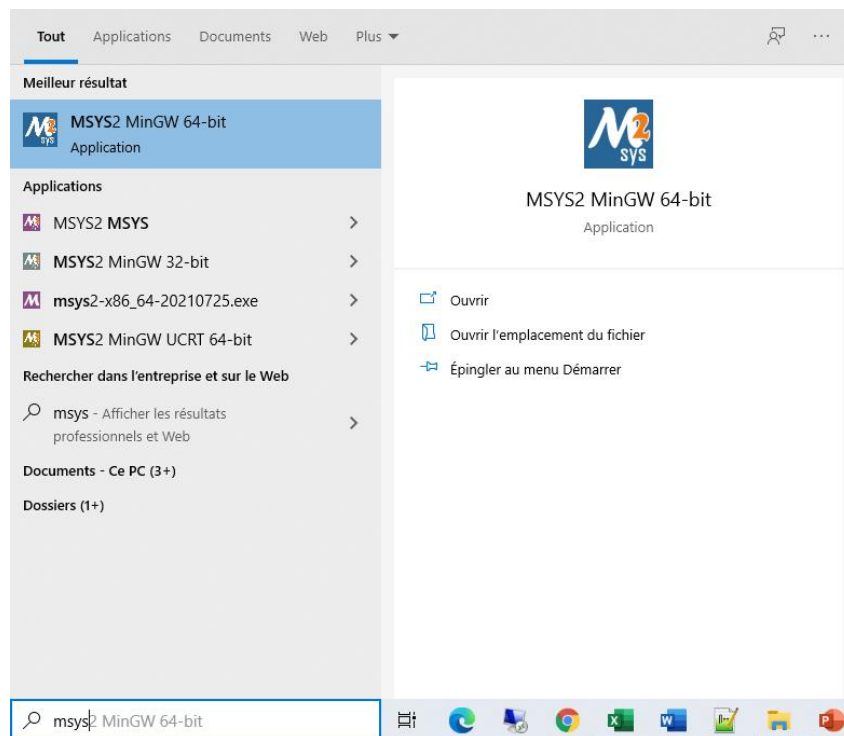 Tout Applications Documents Web Plus
Meilleur résultat
MSYS2 MinGW 64-bit
Application
Applications
MSYS2 MSYS
MSYS2 MinGW 32-bit
msys2-x86_64-20210725.exe
MSYS2 MinGW UCRT 64-bit
Rechercher dans l'entreprise et sur le Web
msys - Afficher les résultats
professionnels et Web
Documents - Ce PC (3+)
Dossiers (1+)
M2
sys
MSYS2 MinGW 64-bit
Application
Ouvrir
Ouvrir l'emplacement du fichier
Épingler au menu Démarrer
msys2 MinGW 64-bit